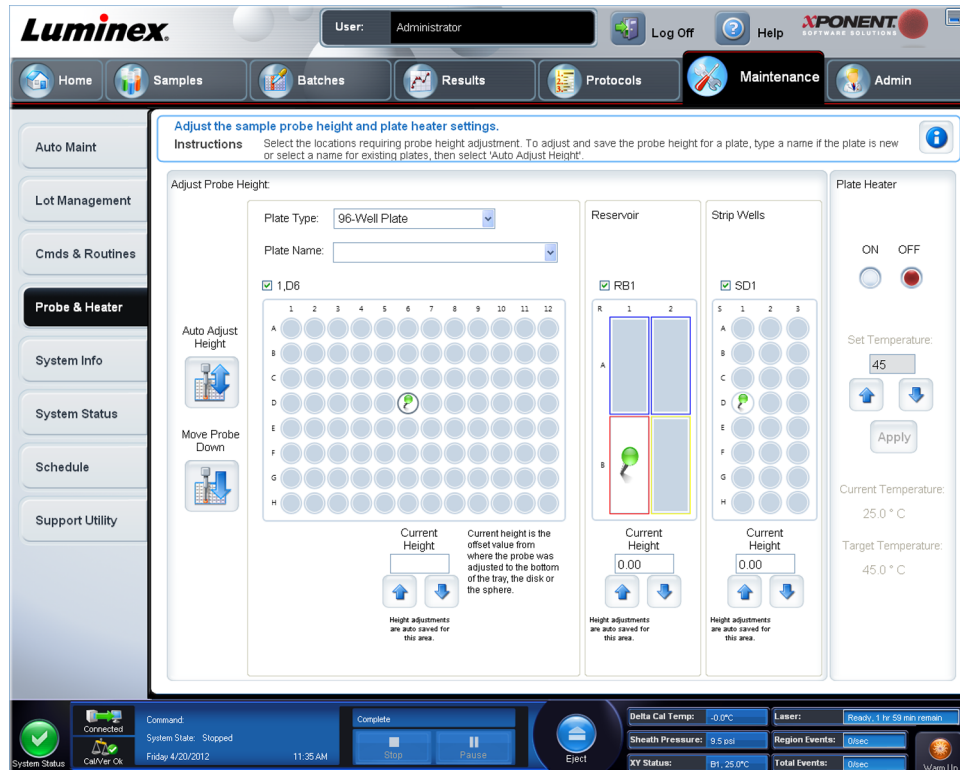 Luminex.
User: Administrator
Log Off
Help
XPONENT.
SOFTWARE SOLUTIONS
Home
Samples
Batches
Results
Protocols
Maintenance
Admin
Auto Maint
Lot Management
Cmds & Routines
Probe & Heater
System Info
System Status
Schedule
Support Utility
Adjust the sample probe height and plate heater settings.
Instructions Select the locations requiring probe height adjustment. To adjust and save the probe height for a plate, type a name if the plate is new
or select a name for existing plates, then select 'Auto Adjust Height'.
Adjust Probe Height:
Auto Adjust
Height
Move Probe
Down
Plate Type: 96-Well Plate
Plate Name:
1,D6
1 2 3 4 5 6 7 8 9 10 11 12
A
B
C
D
E
F
G
H
Current
Height
Current height is the
offset value from
where the probe was
adjusted to the bottom
of the tray, the disk or
the sphere.
Height adjustments
are auto saved for
this area.
Reservoir
RB1
R 1 2
A
B
Current
Height
0.00
Height adjustments
are auto saved for
this area.
Strip Wells
SD1
S 1 2 3
A
B
C
D
E
F
G
H
Current
Height
0.00
Height adjustments
are auto saved for
this area.
Plate Heater
ON OFF
Set Temperature:
45
Apply
Current Temperature:
25.0 ° C
Target Temperature:
45.0 ° C
System Status
Connected
Cal/Ver Ok
Command:
System State: Stopped
Friday 4/20/2012 11:35 AM
Complete
Stop
Pause
Eject
Delta Cal Temp: -0.0°C
Sheath Pressure: 9.5 psi
XY Status: B1, 25.0°C
Laser: Ready, 1 hr 59 min remain
Region Events: 0/sec
Total Events: 0/sec
Warm Up